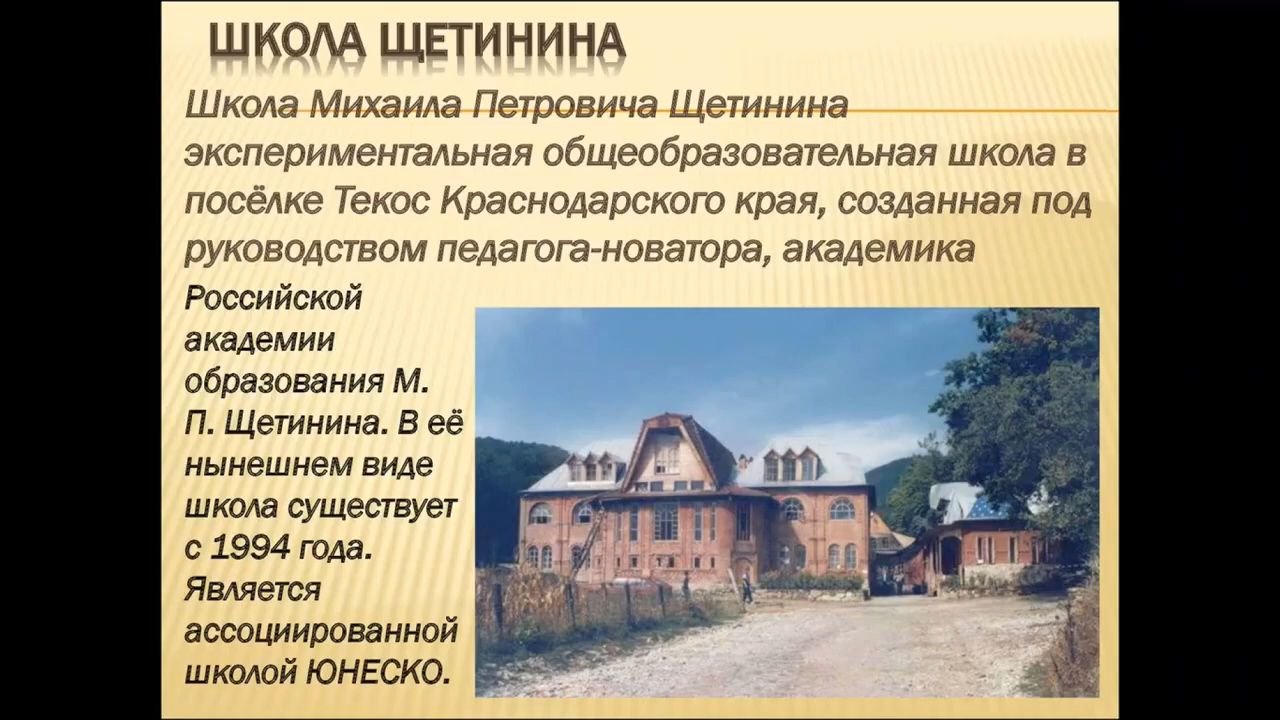 ШКОЛА ЩЕТИНИНА
Школа Михаила Петровича Щетинина
экспериментальная общеобразовательная школа в
посёлке Текос Краснодарского края, созданная под
руководством педагога-новатора, академика
Российской
академии
образования М.
П. Щетинина. В её
нынешнем виде
школа существует
с 1994 года.
Является
ассоциированной
школой ЮНЕСКО.